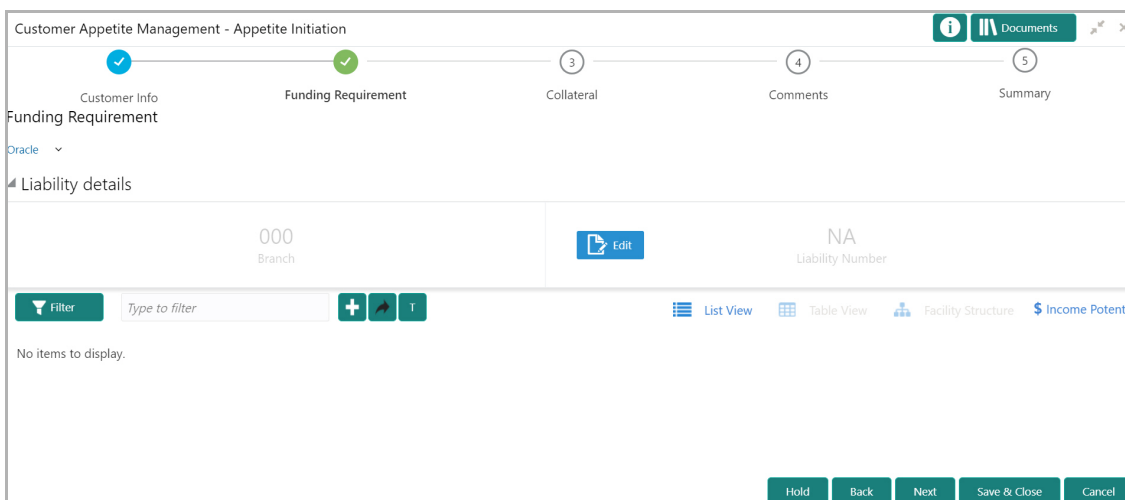 Customer Appetite Management - Appetite Initiation
i Documents
3 4 5
Customer Info Funding Requirement Collateral Comments Summary
Funding Requirement
Oracle
Liability details
000 Edit NA
Branch Liability Number
Filter Type to filter T List View Table View Facility Structure $ Income Potent
No items to display.
Hold Back Next Save & Close Cancel